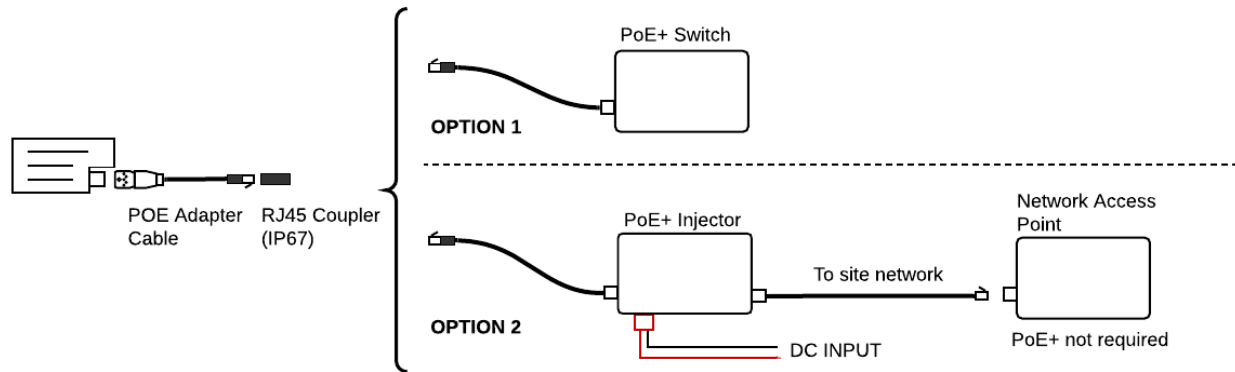 PoE+ Switch
OPTION 1
POE Adapter
Cable
RJ45 Coupler
(IP67)
PoE+ Injector
Network Access
Point
To site network
OPTION 2
DC INPUT
PoE+ not required